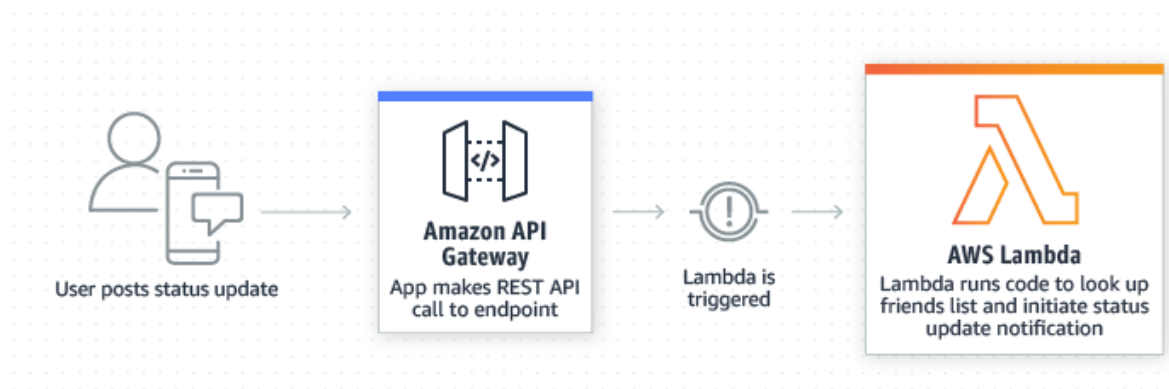 User posts status update
</>
Amazon API
Gateway
App makes REST API
call to endpoint
Lambda is
triggered
AWS Lambda
Lambda runs code to look up
friends list and initiate status
update notification